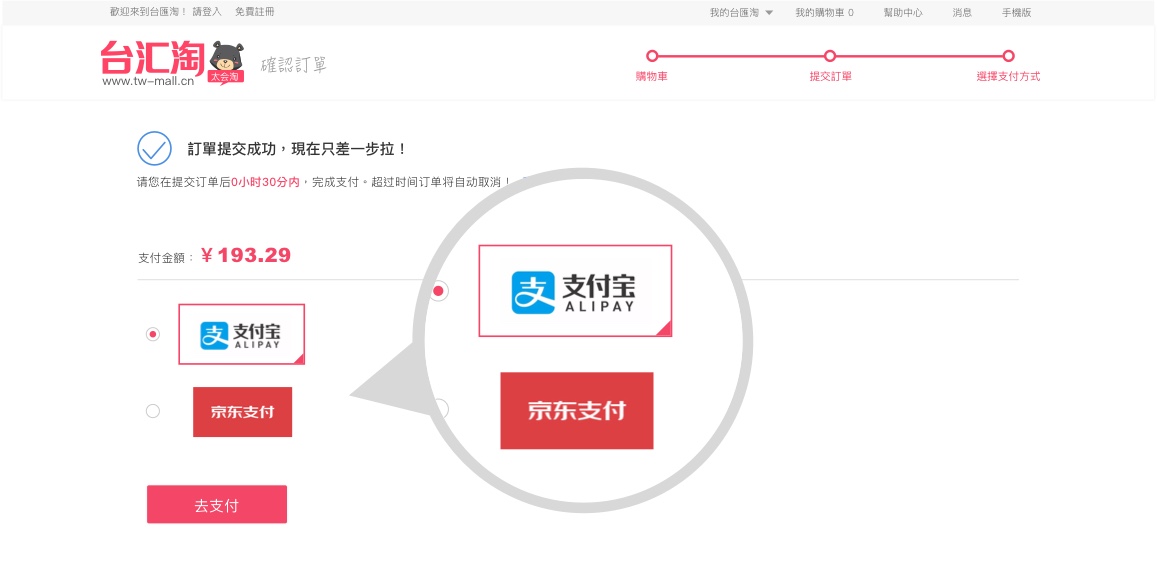 歡迎來到台匯淘！ 請登入 免費註冊
我的台匯淘 我的購物車 0 幫助中心 消息 手機版
台汇淘
太会淘
www.tw-mall.cn
確認訂單
購物車 提交訂單 選擇支付方式
訂單提交成功，現在只差一步拉！
请您在提交订单后0小时30分内，完成支付。超过时间订单将自动取消！
支付金額：￥193.29
支付宝
ALIPAY
京东支付
去支付
支付宝
ALIPAY
京东支付